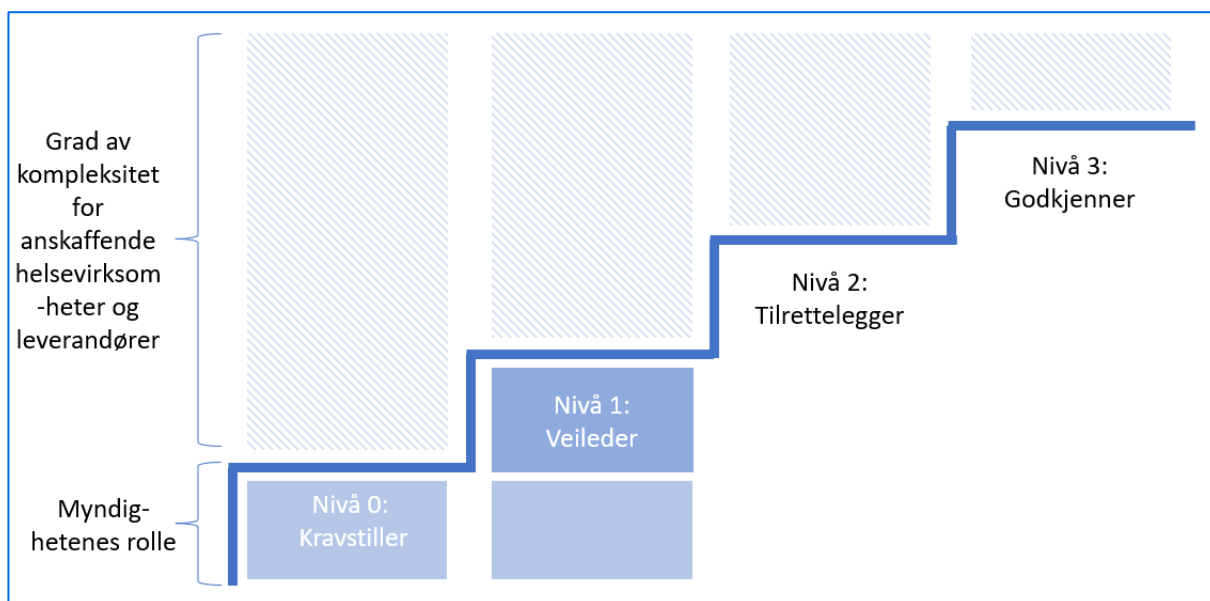 Grad av
kompleksitet
for
anskaffende
helsevirksom
-heter og
leverandører
Myndig-
hetenes rolle
Nivå 0:
Kravstiller
Nivå 1:
Veileder
Nivå 2:
Tilrettelegger
Nivå 3:
Godkjenner